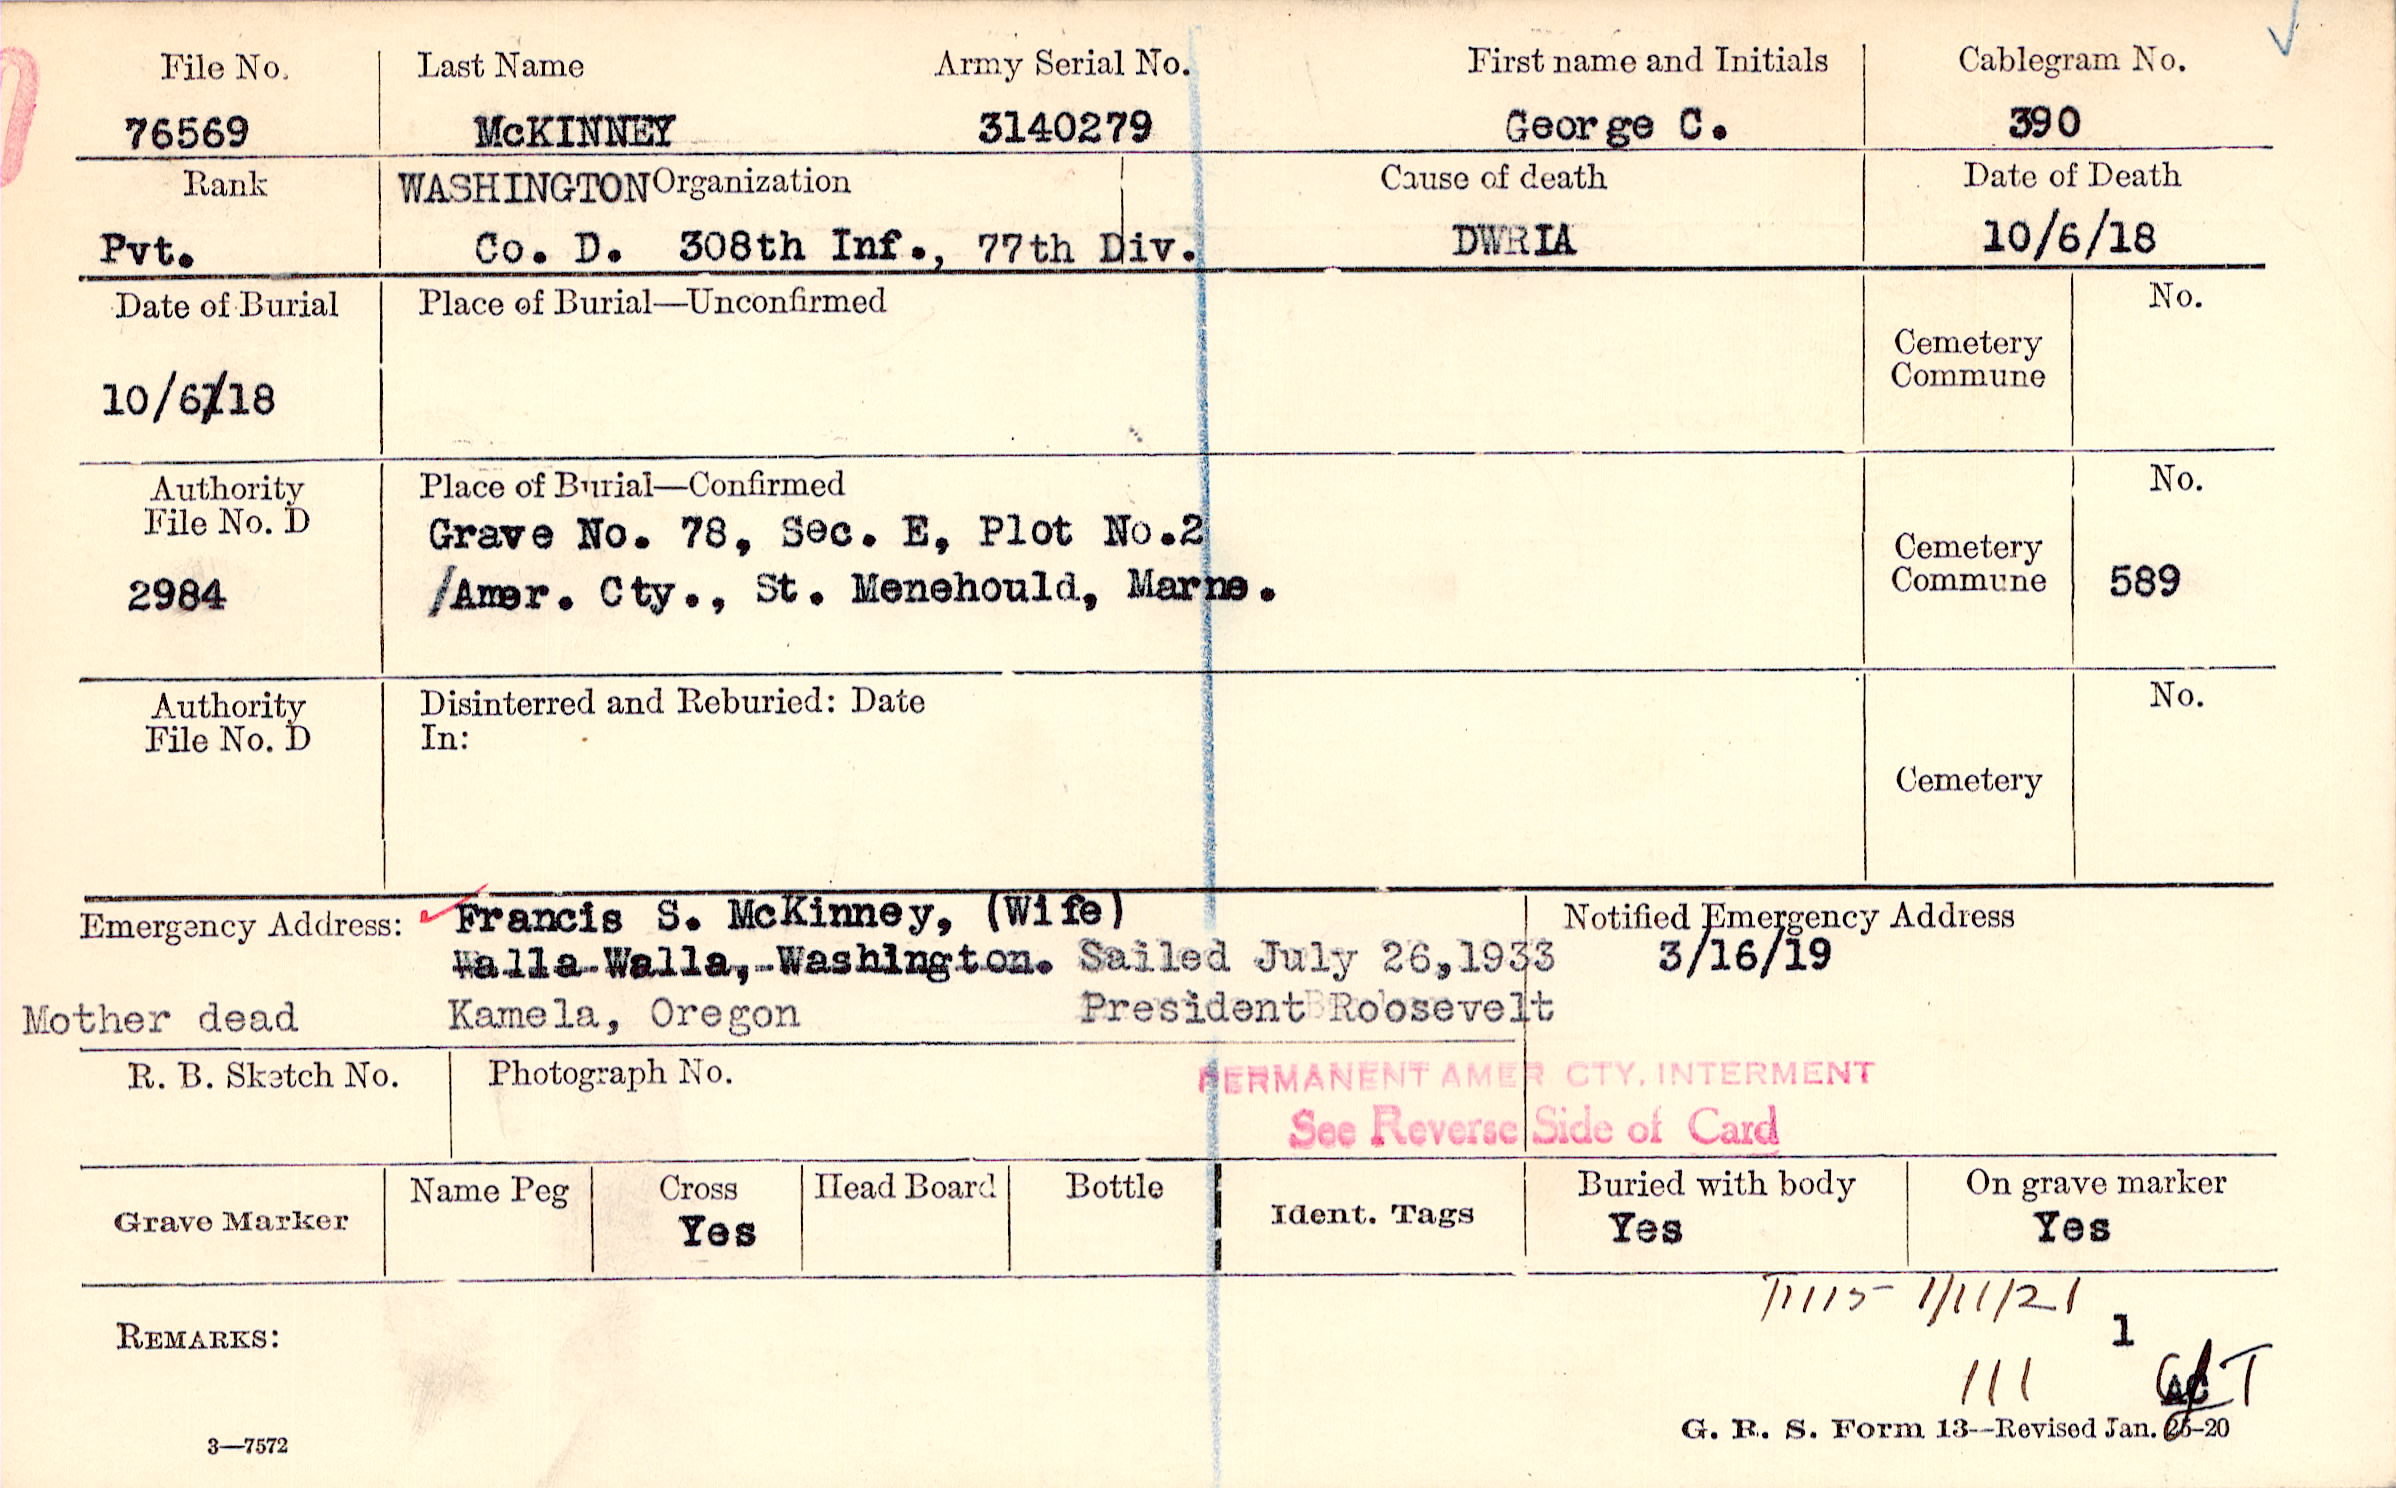 File No. Last Name Army Serial No. First name and Initials Cablegram No.
76569 McKINNEY 3140279 George C. 390
Rank WASHINGTON Organization Cause of death Date of Death
Pvt. Co. D. 308th Inf., 77th Div. DWRIA 10/6/18
Date of Burial Place of Burial—Unconfirmed No.
Cemetery
Commune
10/6/18
Authority Place of Burial—Confirmed No.
File No. D Grave No. 78, Sec. E, Plot No.2 Cemetery
2984 /Amer. Cty., St. Menehould, Marne. Commune 589
Authority Disinterred and Reburied: Date No.
File No. D In:
Cemetery
Emergency Address: Francis S. McKinney, (Wife) Notified Emergency Address
Walla Walla, Washington. Sailed July 26,1933 3/16/19
Mother dead Kamela, Oregon President Roosevelt
R. B. Sketch No. Photograph No. PERMANENT AMER CTY. INTERMENT
See Reverse Side of Card
Grave Marker Name Peg Cross Head Board Bottle Ident. Tags Buried with body On grave marker
Yes Yes Yes
1/11/21
1
REMARKS:
111
3—7572 G. R. S. Form 13—Revised Jan. 26-20